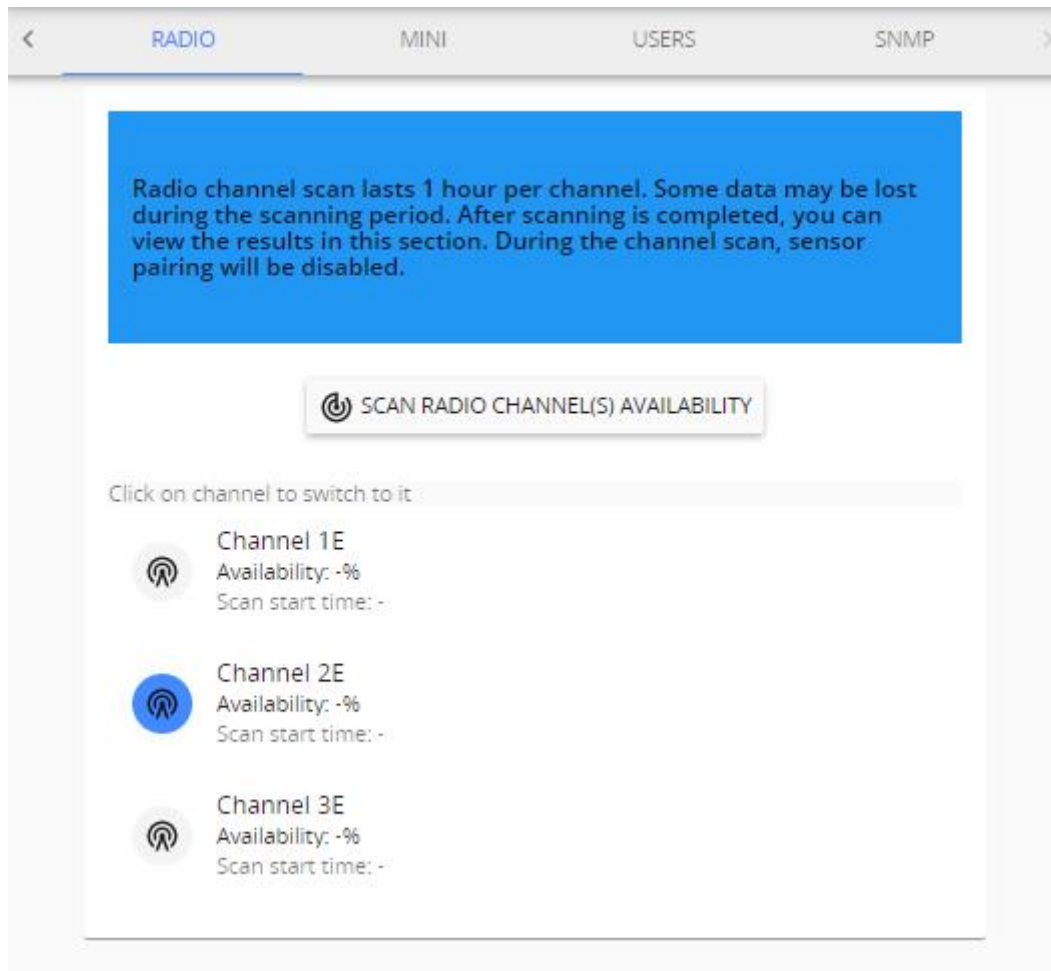 RADIO MINI USERS SNMP
Radio channel scan lasts 1 hour per channel. Some data may be lost
during the scanning period. After scanning is completed, you can
view the results in this section. During the channel scan, sensor
pairing will be disabled.
SCAN RADIO CHANNEL(S) AVAILABILITY
Click on channel to switch to it
Channel 1E
Availability: -%
Scan start time: -
Channel 2E
Availability: -%
Scan start time: -
Channel 3E
Availability: -%
Scan start time: -